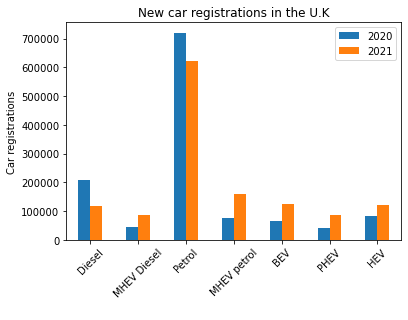 New car registrations in the U.K
2020
2021
Car registrations
700000
600000
500000
400000
300000
200000
100000
0
Diesel
MHEV Diesel
Petrol
MHEV petrol
BEV
PHEV
HEV